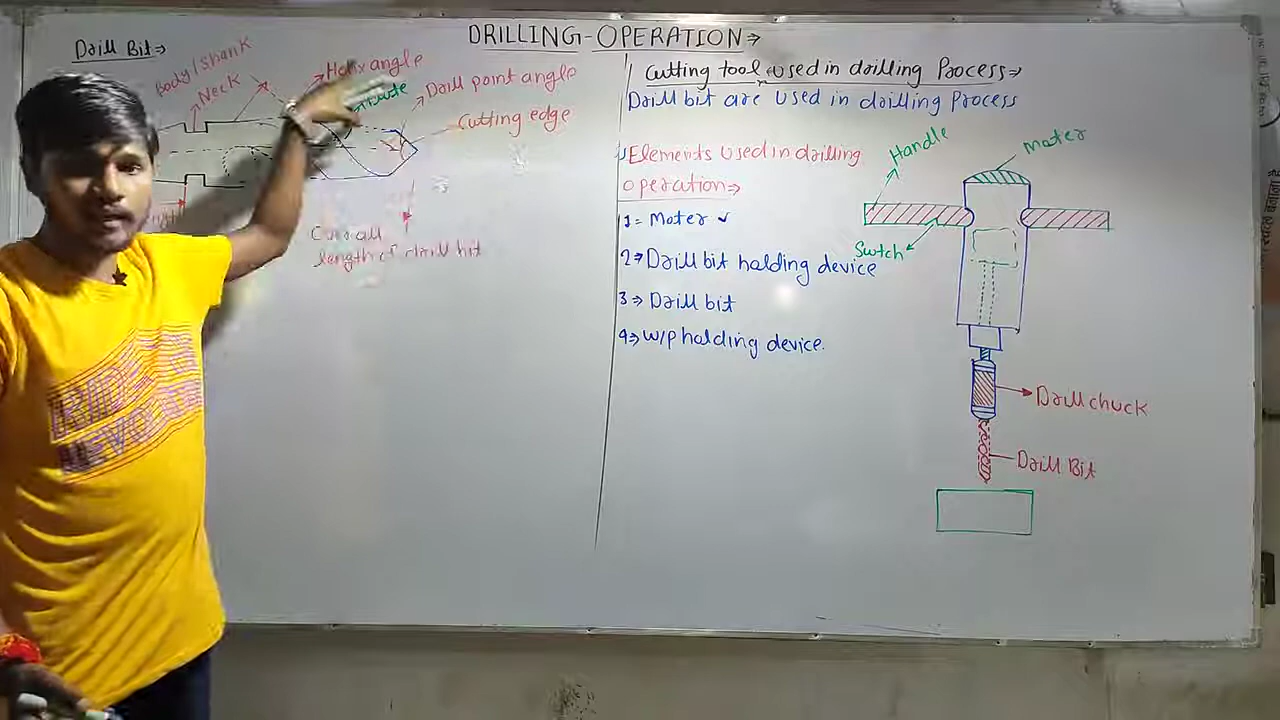 DRILLING-OPERATION⇒
Drill Bit⇒
Body/shank
Neck
Helix angle
Drill point angle
Cutting edge
Overall
length of drill bit
Cutting tool used in drilling Process⇒
Drill bit are used in drilling Process
Elements used in drilling
Operation⇒
1⇒ Moter ✓
2⇒ Drill bit holding device
3⇒ Drill bit
4⇒ W/P holding device.
Handle
Moter
Swtch
Drill chuck
Drill Bit